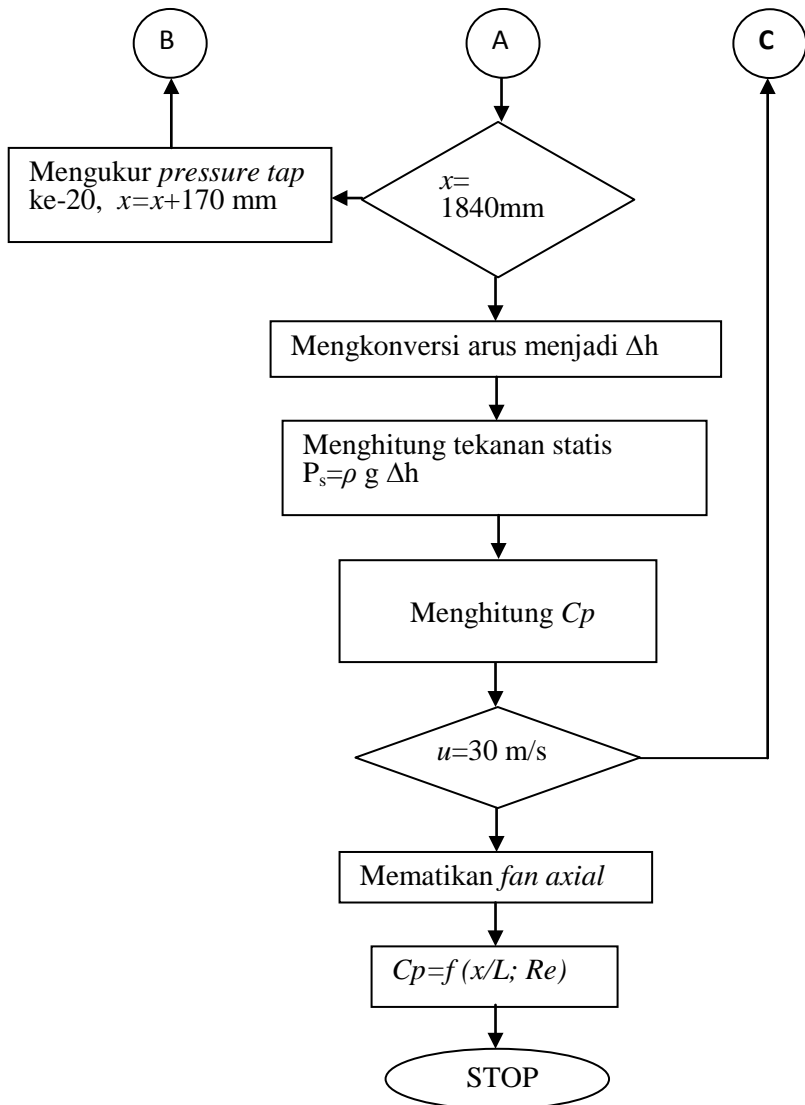 B
A
C
Mengukur pressure tap
ke-20, x=x+170 mm
x=
1840mm
Mengkonversi arus menjadi Δh
Menghitung tekanan statis
Pₛ=ρ g Δh
Menghitung Cp
u=30 m/s
Mematikan fan axial
Cp=f (x/L; Re)
STOP